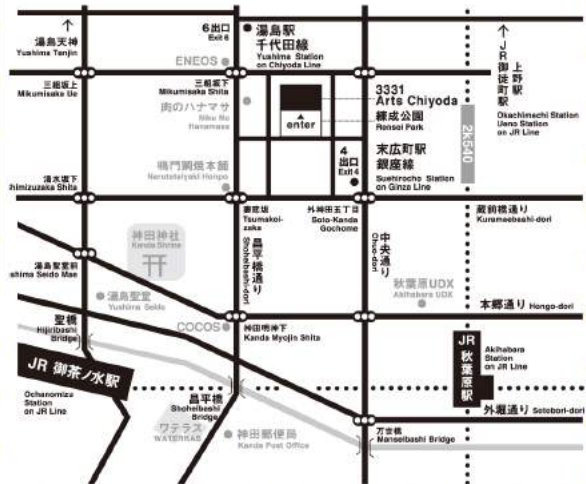 湯島天神
Yushima Tenjin
6出口
Exit 6
湯島駅
千代田線
Yushima Station
on Chiyoda Line
ENEOS
JR御徒町駅
上野駅
Okachimachi Station
Ueno Station
on JR Line
三組坂上
Mikumisaka Ue
三組坂下
Mikumisaka Shita
肉のハナマサ
Niku No
Hanamasa
enter
3331
Arts Chiyoda
練成公園
Rensei Park
2k540
4
出口
Exit 4
末広町駅
銀座線
Suehirocho Station
on Ginza Line
鳴門鯛焼本舗
Narutotaiyaki Honpo
清水坂下
himizuzaka Shita
Tsumakoi-
zaka
外神田五丁目
Soto-Kanda
Gochome
蔵前橋通り
Kuramaebashi-dori
神田神社
Kanda Shrine
昌平橋通り
Shoheibashi-dori
中央通り
Chuo-dori
湯島聖堂前
shima Seido Mae
湯島聖堂
Yushima Seido
秋葉原UDX
Akihabara UDX
本郷通り Hongo-dori
聖橋
Hijiribashi
Bridge
COCOS
神田明神下
Kanda Myojin Shita
JR 御茶ノ水駅
Ochanomizu
Station
on JR Line
JR
秋葉原駅
Akihabara
Station
on JR Line
昌平橋
Shoheibashi
Bridge
外堀通り Sotobori-dori
ワテラス
WATERRAS
神田郵便局
Kanda Post Office
万世橋
Manseibashi Bridge